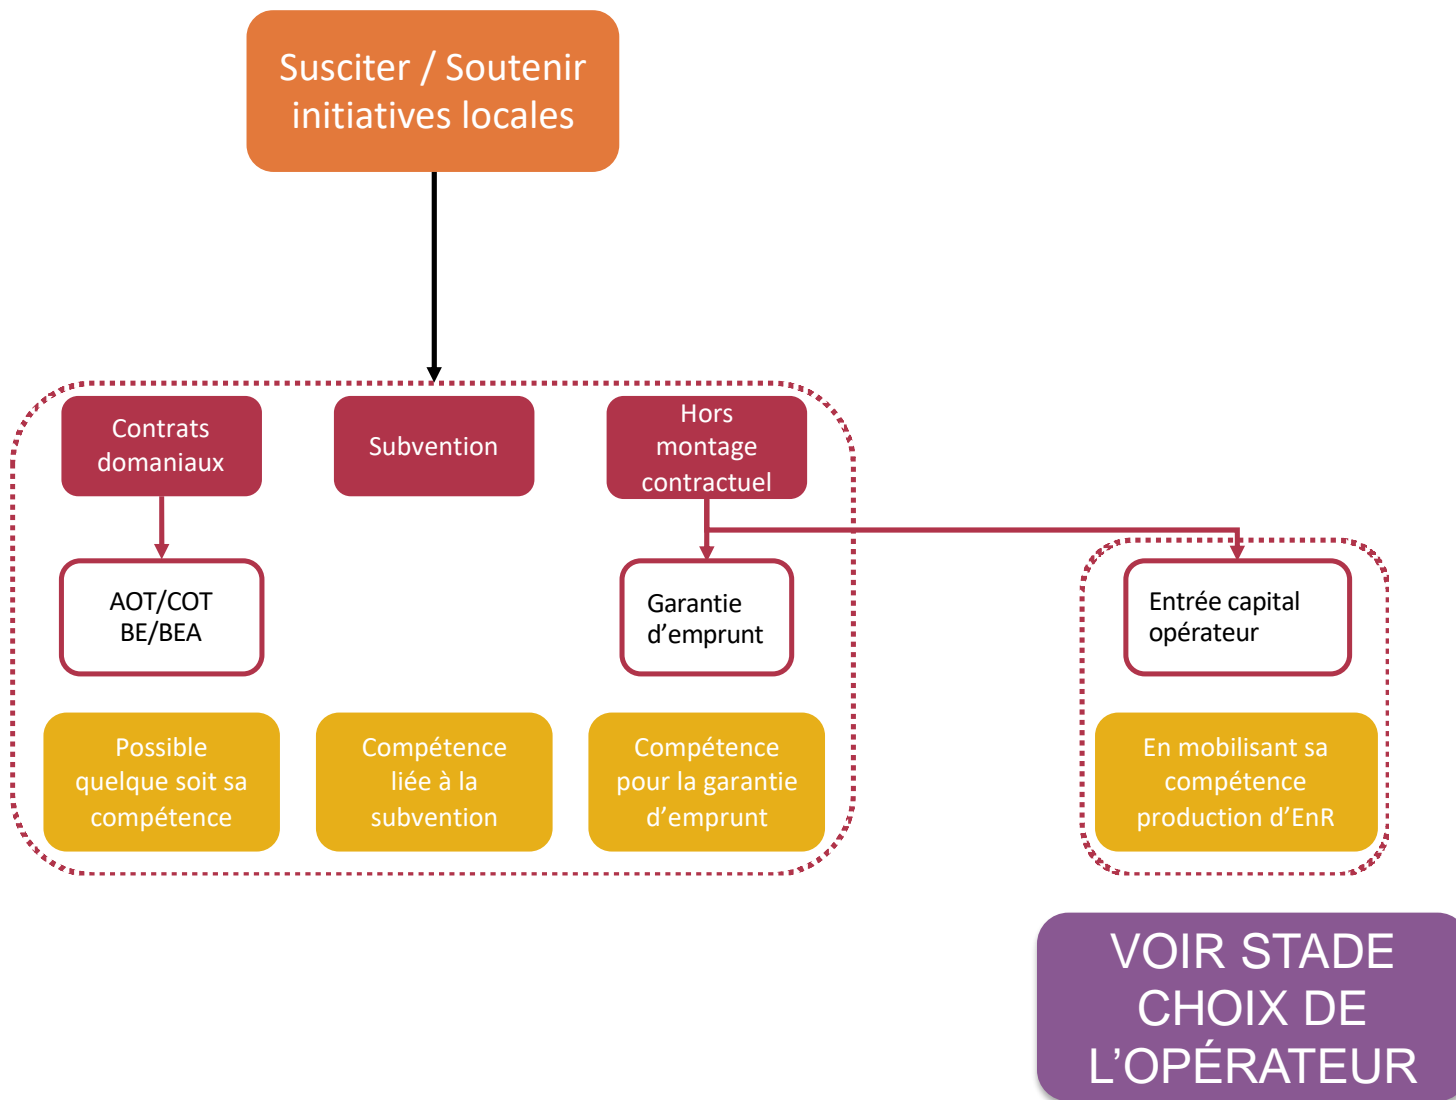 Susciter / Soutenir
initiatives locales
Contrats
domaniaux
Subvention
Hors
montage
contractuel
AOT/COT
BE/BEA
Garantie
d’emprunt
Entrée capital
opérateur
Possible
quelque soit sa
compétence
Compétence
liée à la
subvention
Compétence
pour la garantie
d’emprunt
En mobilisant sa
compétence
production d’EnR
VOIR STADE
CHOIX DE
L’OPÉRATEUR